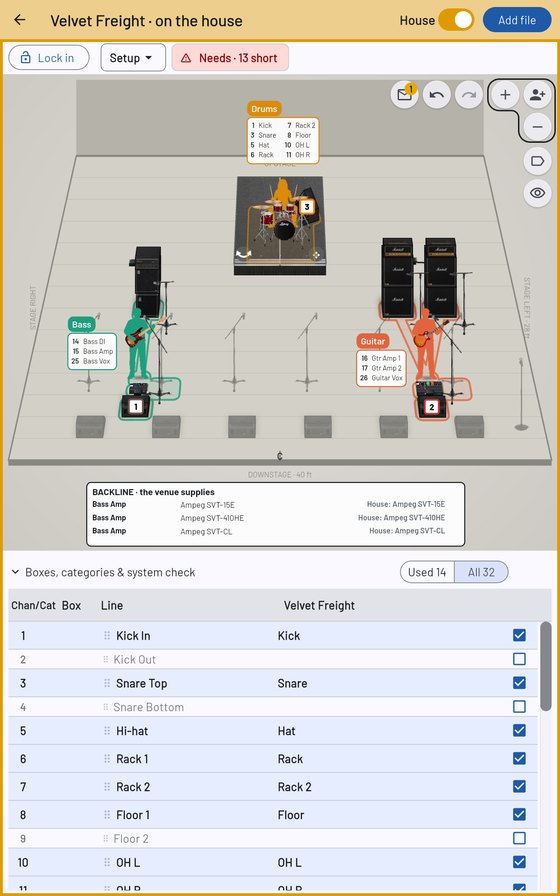 Velvet Freight · on the house
House
Add file
Lock in
Setup
Needs · 13 short
1
Drums
1 Kick 7 Rack 2
3 Snare 8 Floor
5 Hat 10 OH L
6 Rack 11 OH R
3
STAGE RIGHT
Bass
14 Bass DI
15 Bass Amp
25 Bass Vox
1
Guitar
16 Gtr Amp 1
17 Gtr Amp 2
26 Guitar Vox
2
DOWNSTAGE · 40 ft
BACKLINE · the venue supplies
Bass Amp Ampeg SVT-15E House: Ampeg SVT-15E
Bass Amp Ampeg SVT-410HE House: Ampeg SVT-410HE
Bass Amp Ampeg SVT-CL House: Ampeg SVT-CL
Boxes, categories & system check
Used 14 All 32
Chan/Cat Box Line Velvet Freight
1 Kick In Kick
2 Kick Out
3 Snare Top Snare
4 Snare Bottom
5 Hi-hat Hat
6 Rack 1 Rack
7 Rack 2 Rack 2
8 Floor 1 Floor
9 Floor 2
10 OH L OH L
11 OH R OH R